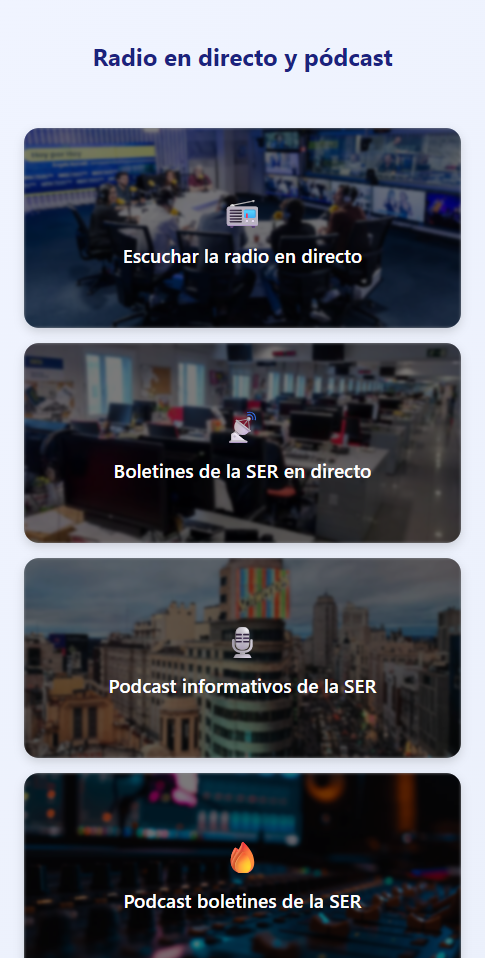 Radio en directo y pódcast
Escuchar la radio en directo
Boletines de la SER en directo
Podcast informativos de la SER
Podcast boletines de la SER